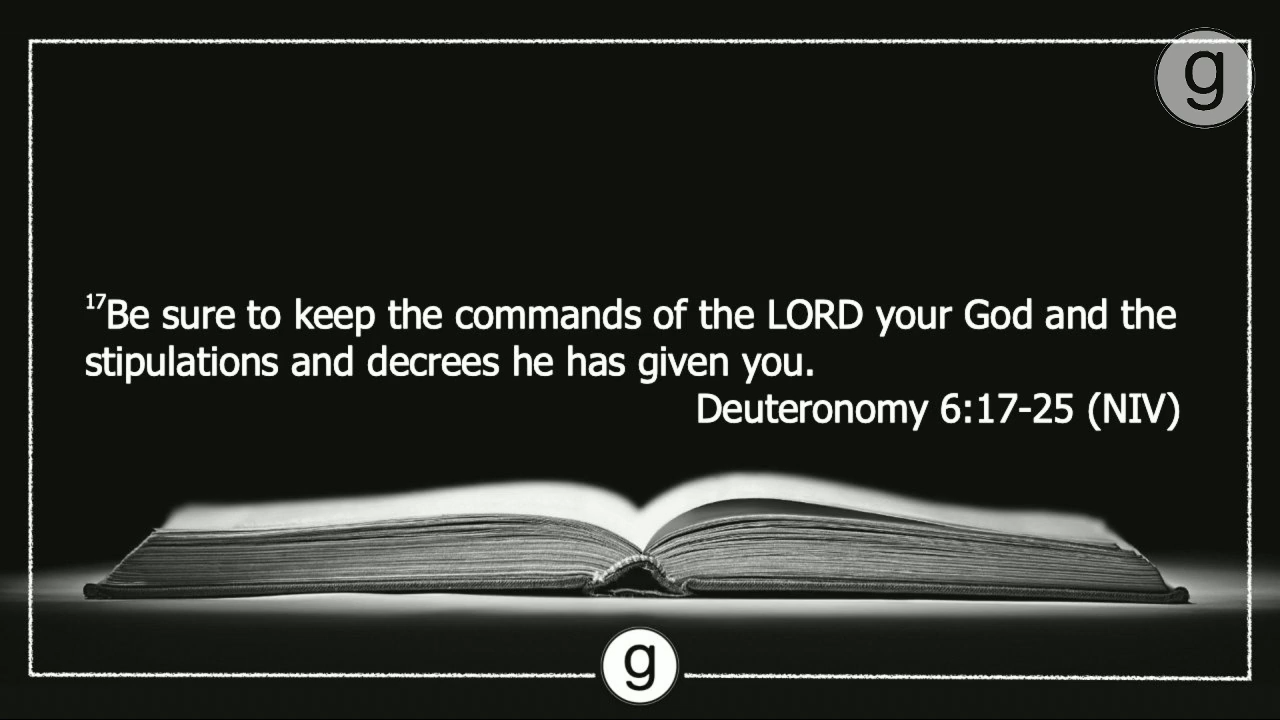 g
17Be sure to keep the commands of the LORD your God and the
stipulations and decrees he has given you.
Deuteronomy 6:17-25 (NIV)
g